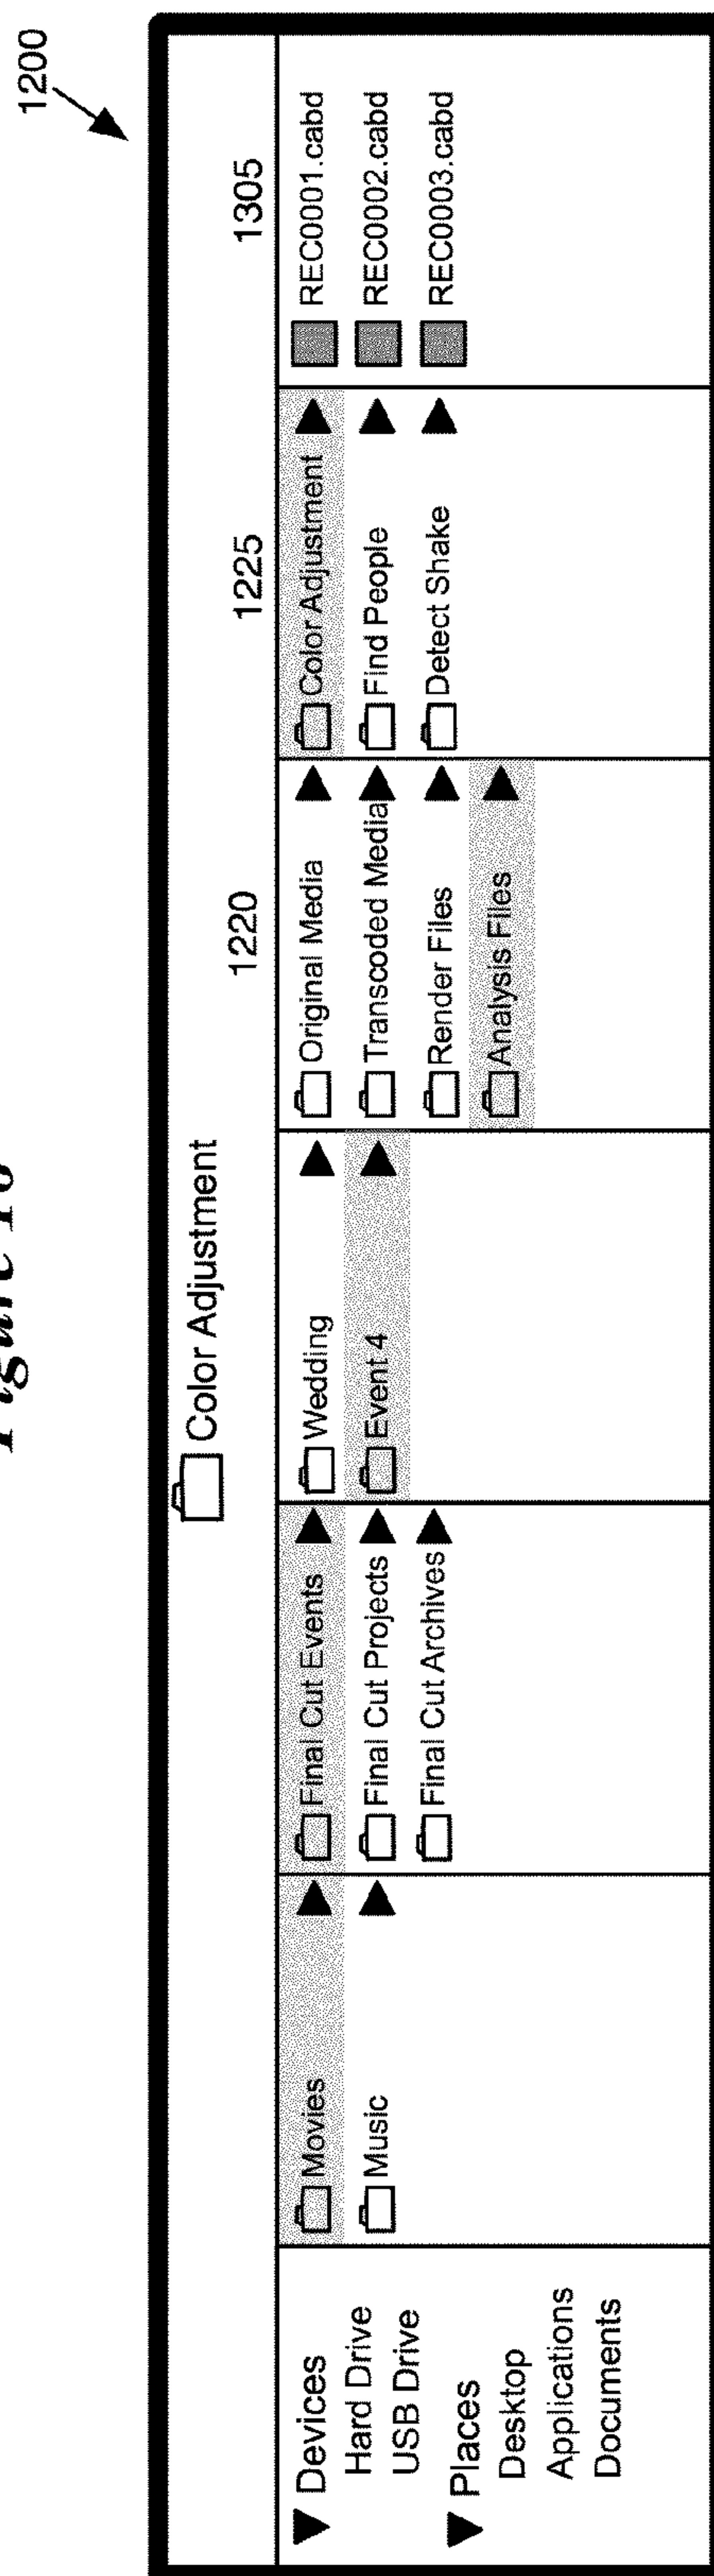 1200
Color Adjustment
1220
1225
1305
Devices
Hard Drive
USB Drive
Places
Desktop
Applications
Documents
Movies
Music
Final Cut Events
Final Cut Projects
Final Cut Archives
Wedding
Event 4
Original Media
Transcoded Media
Render Files
Analysis Files
Color Adjustment
Find People
Detect Shake
REC0001.cabd
REC0002.cabd
REC0003.cabd